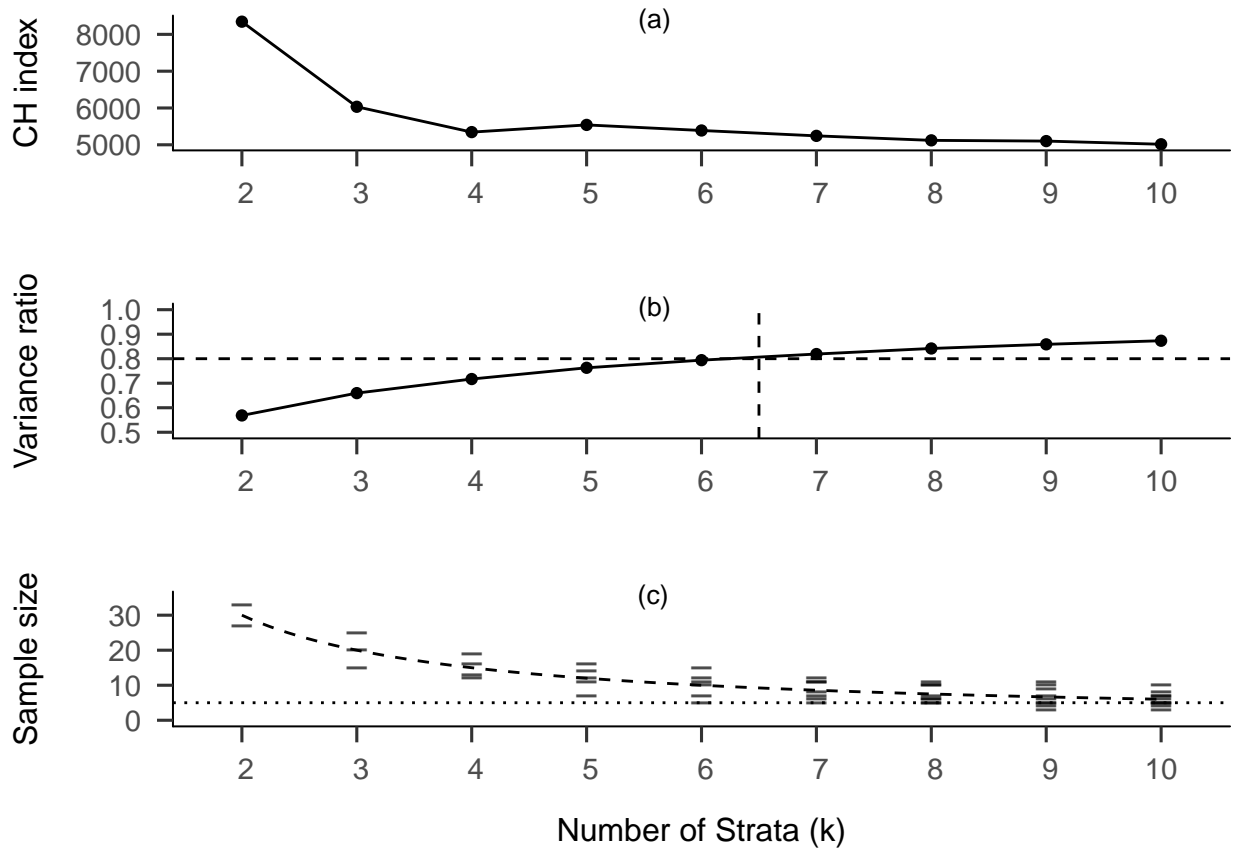 (a)
CH index
8000
7000
6000
5000
2 3 4 5 6 7 8 9 10
(b)
Variance ratio
1.0
0.9
0.8
0.7
0.6
0.5
2 3 4 5 6 7 8 9 10
(c)
Sample size
30
20
10
0
2 3 4 5 6 7 8 9 10
Number of Strata (k)